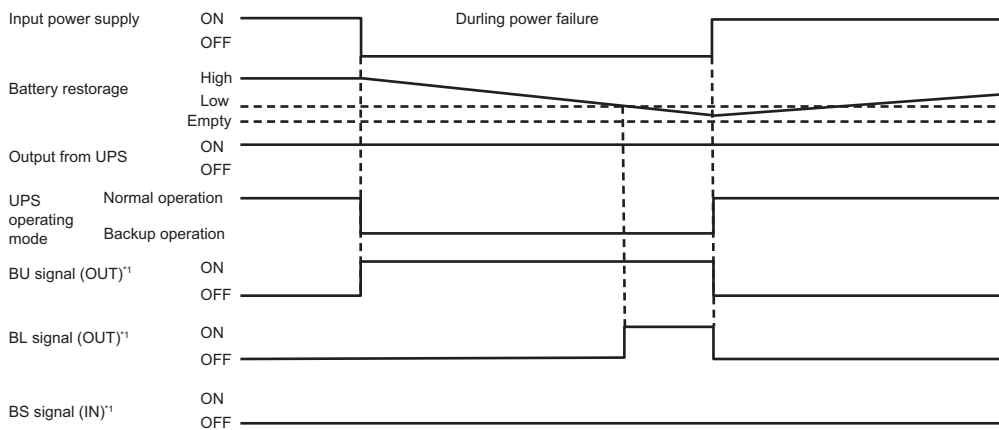 Input power supply ON Durling power failure
OFF
Battery restorage High
Low
Empty
Output from UPS ON
OFF
UPS operating mode Normal operation
Backup operation
BU signal (OUT)*1 ON
OFF
BL signal (OUT)*1 ON
OFF
BS signal (IN)*1 ON
OFF